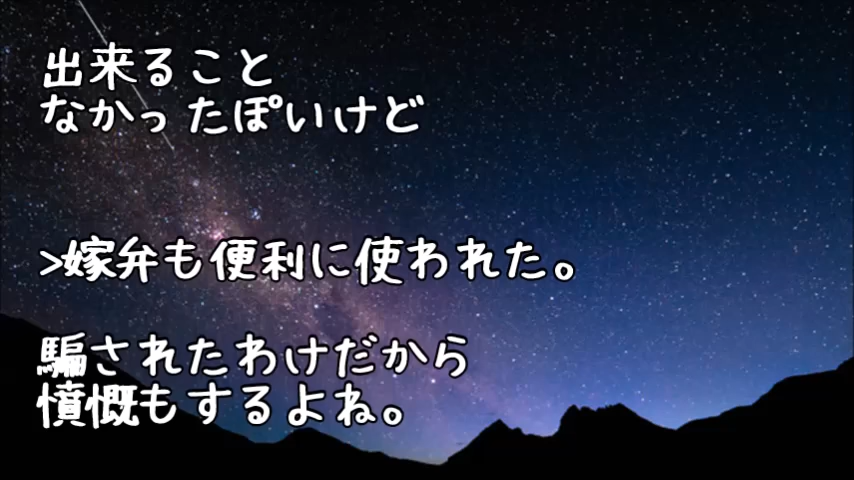 出来ること
なかったぽいけど
>嫁弁も便利に使われた。
騙されたわけだから
憤慨もするよね。